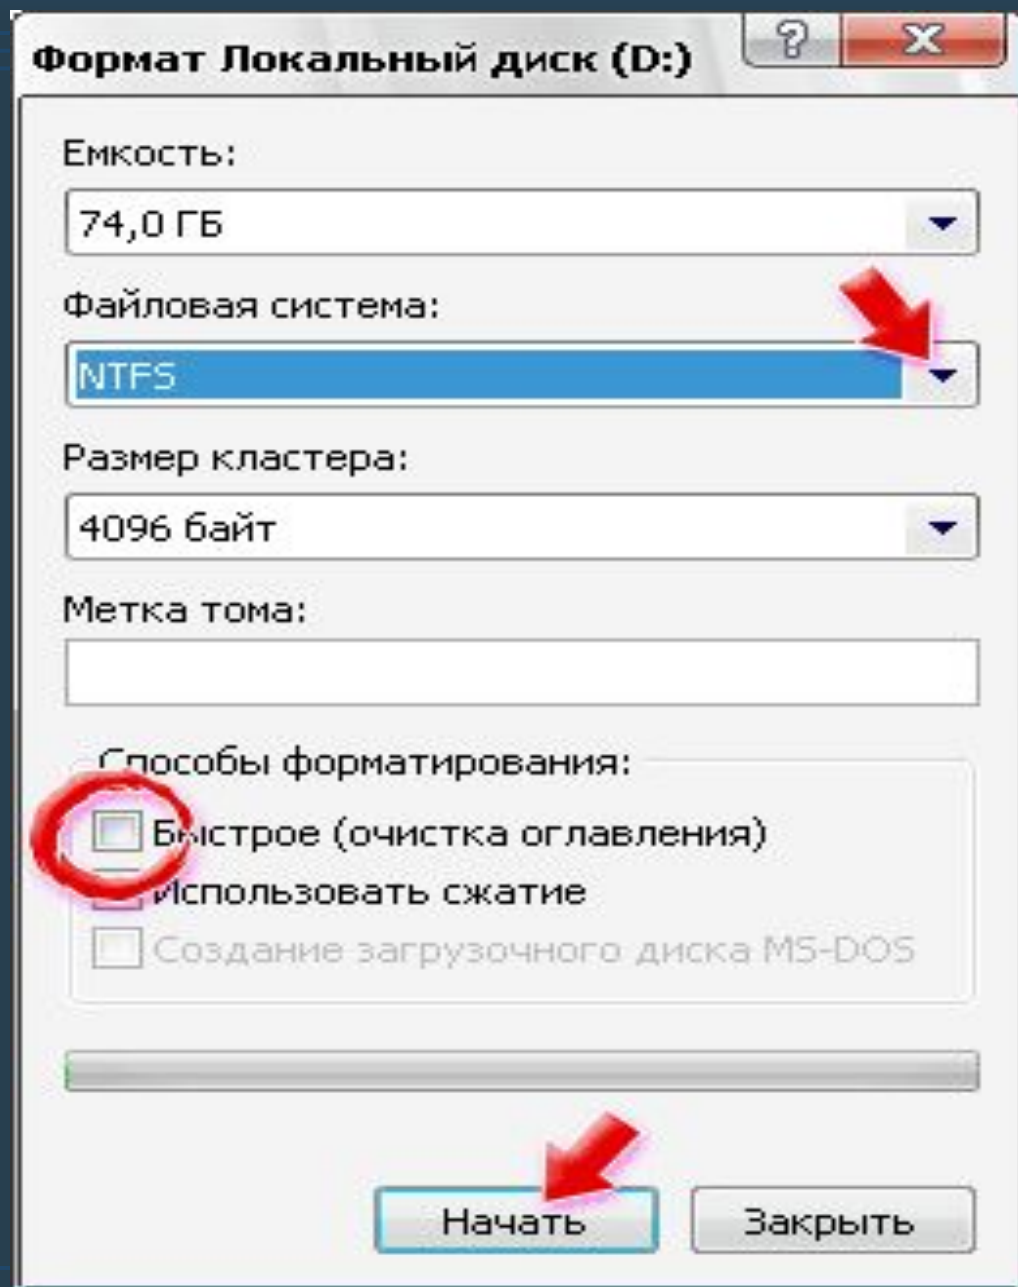 Формат Локальный диск (D:)
Емкость:
74,0 ГБ
Файловая система:
NTFS
Размер кластера:
4096 байт
Метка тома:
Способы форматирования:
Быстрое (очистка оглавления)
Использовать сжатие
Создание загрузочного диска MS-DOS
Начать
Закрыть